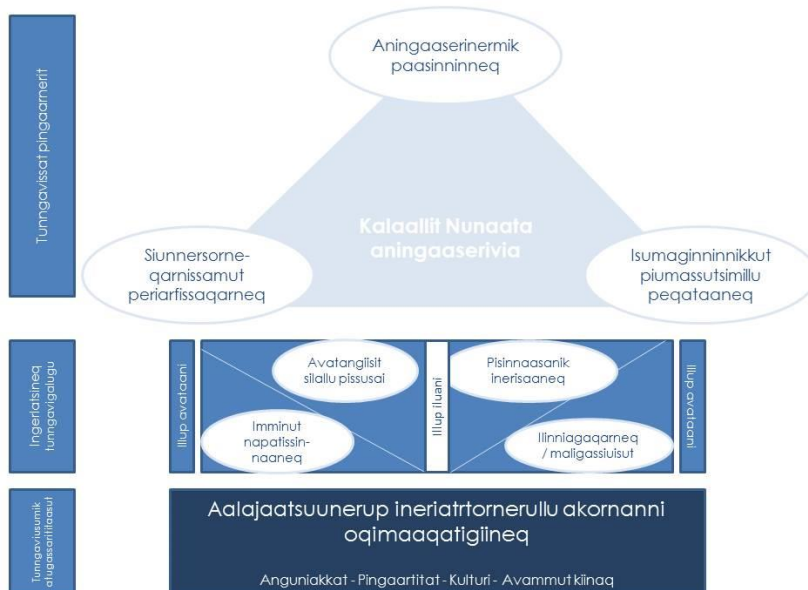 Tunngavissat pingaarnerit
Aningaaserinermik
paasinninneq
Kalaallit Nunaata
aningaaserivia
Siunnersorne-
qarnissamut
periarfissaqarneq
Isumaginninnikkut
piumassutsimillu
peqataaneq
Ingerlatsineq
tunngavigalugu
Illup avataani
Avatangiisit
silallu pissusai
Imminut
napatissin-
naaneq
Illup iluani
Pisinnaasanik
inerisaaneq
Ilinniagaqarneq
/ maligassiuisut
Illup avataani
Tunngaviusumik
atugassaritilaasut
Aalajaatsuunerup ineriatrtornerullu akornanni
oqimaaqatigiineq
Anguniakkat - Pingaartitat - Kulturi - Avammut kiinaq